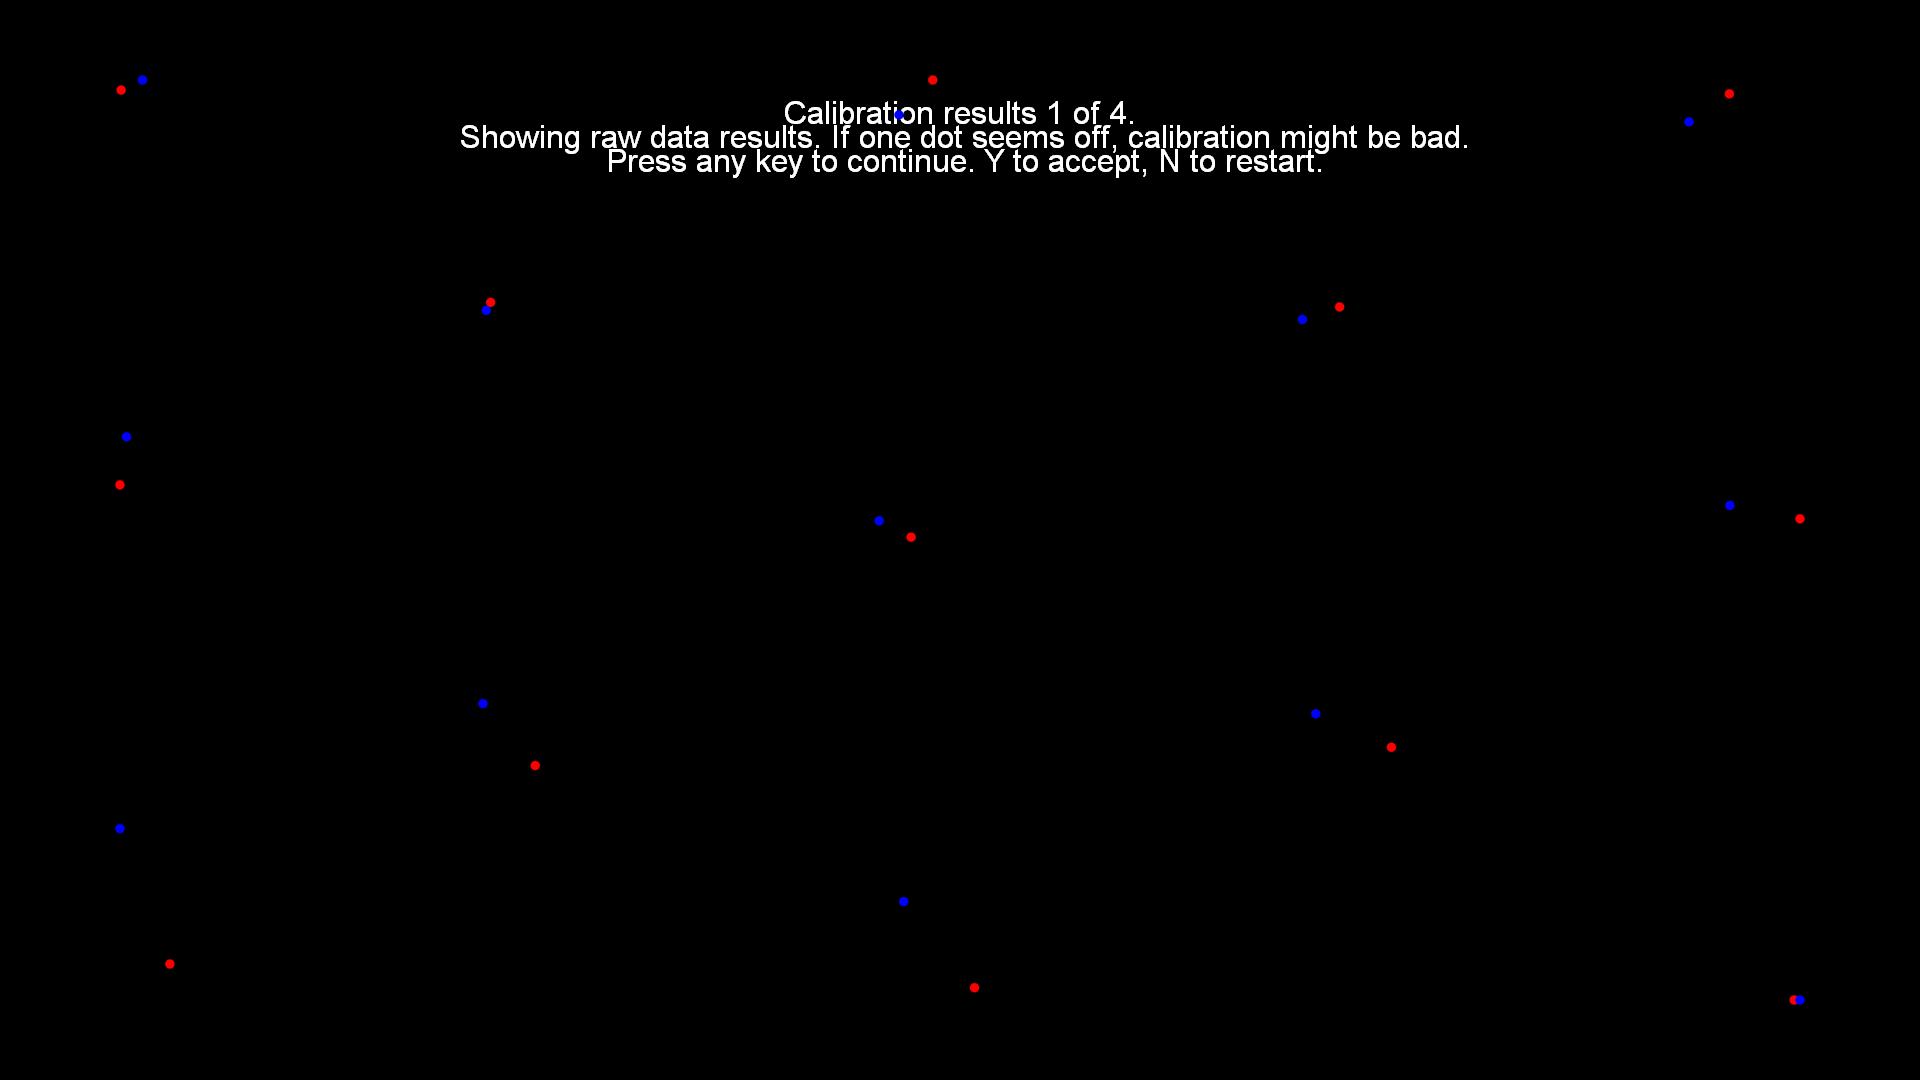 Calibration results 1 of 4.
Showing raw data results. If one dot seems off, calibration might be bad.
Press any key to continue. Y to accept, N to restart.